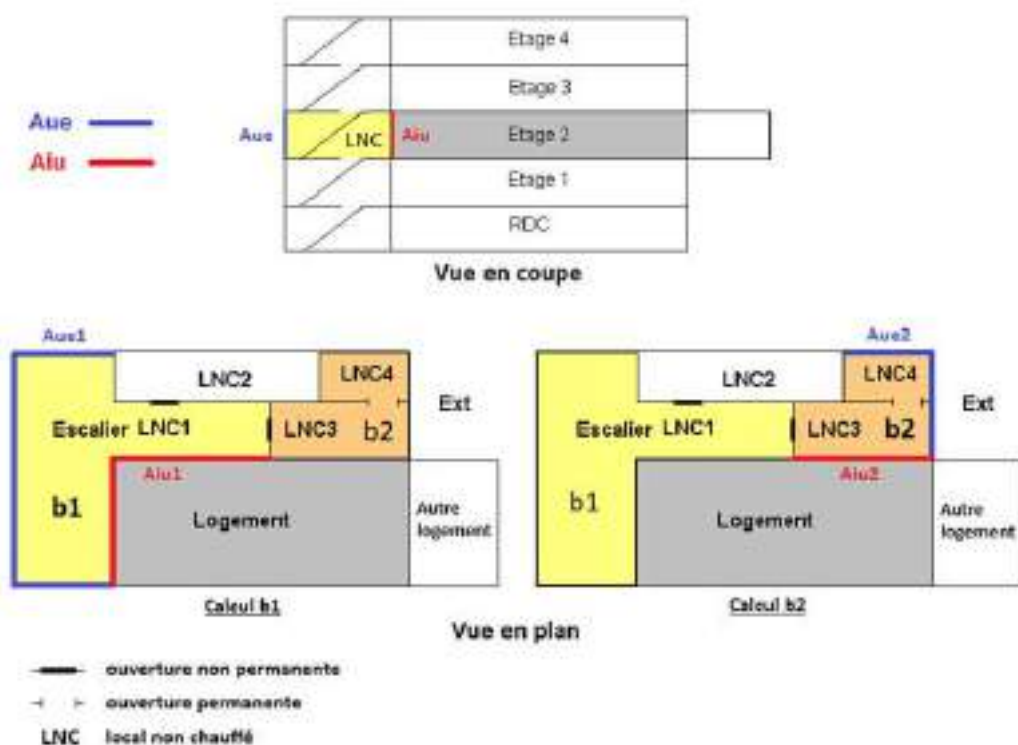 Etage 4
Etage 3
Aue
Aue LNC Aiu Etage 2
Aiu
Etage 1
RDC
Vue en coupe
Aue1
LNC2 LNC4
Ext
Escalier LNC1 LNC3 b2
Aiu1
b1
Logement
Autre
logement
Calcul b1
Aue2
LNC2 LNC4
Ext
Escalier LNC1 LNC3 b2
Aiu2
b1
Logement
Autre
logement
Calcul b2
Vue en plan
ouverture non permanente
ouverture permanente
LNC local non chauffé